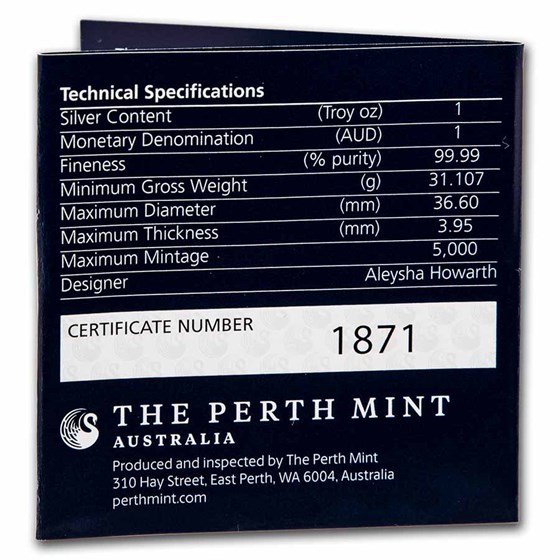 Technical Specifications
Silver Content (Troy oz) 1
Monetary Denomination (AUD) 1
Fineness (% purity) 99.99
Minimum Gross Weight (g) 31.107
Maximum Diameter (mm) 36.60
Maximum Thickness (mm) 3.95
Maximum Mintage 5,000
Designer Aleysha Howarth
CERTIFICATE NUMBER 1871
THE PERTH MINT
AUSTRALIA
Produced and inspected by The Perth Mint
310 Hay Street, East Perth, WA 6004, Australia
perthmint.com